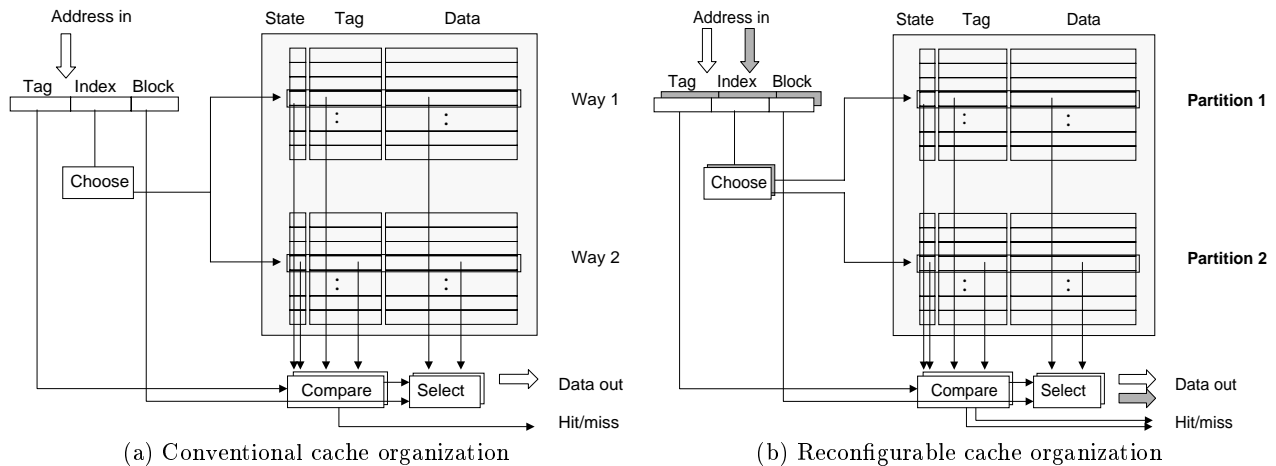 Address in
State Tag Data
Tag Index Block
Way 1
:
:
Choose
Way 2
:
:
Compare
Select
Data out
Hit/miss
(a) Conventional cache organization
Address in
State Tag Data
Tag Index Block
Partition 1
:
:
Choose
Partition 2
:
:
Compare
Select
Data out
Hit/miss
(b) Reconfigurable cache organization